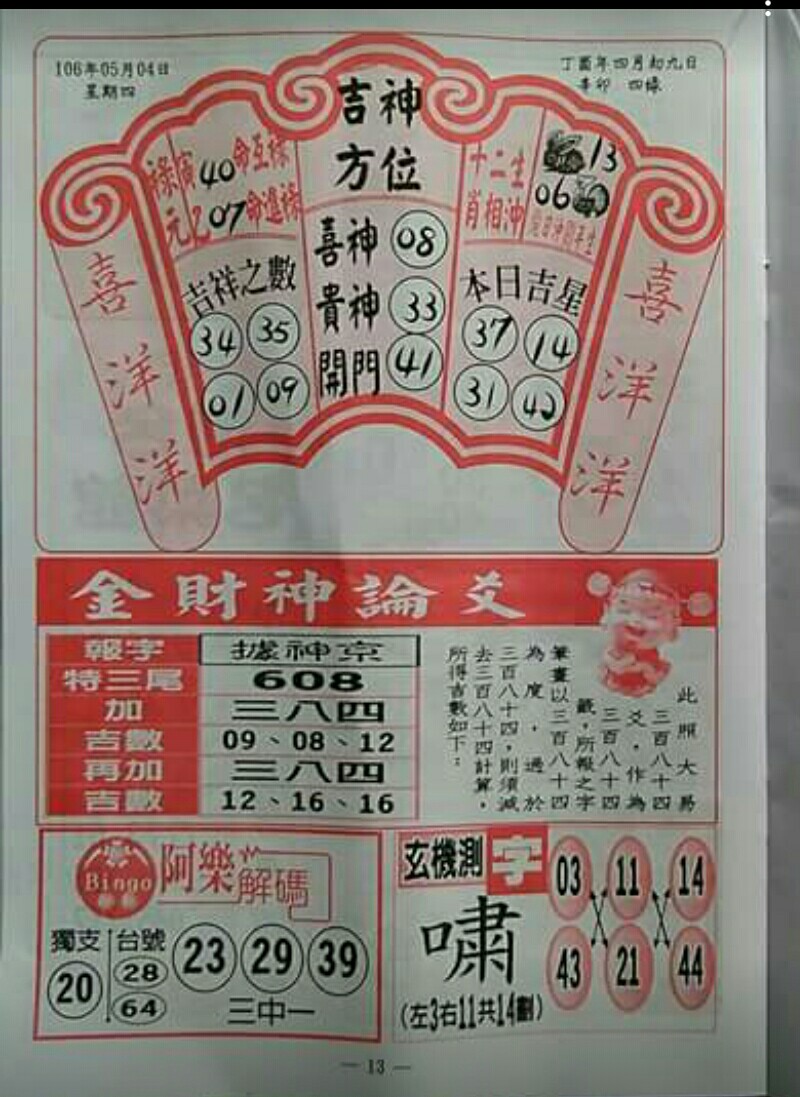 106年05月04日
星期四
丁酉年四月初九日
辛卯 四綠
吉神
方位
喜神 08
貴神 33
開門 41
祿寅 40 命互祿
元乙 07 命進祿
吉祥之數
34 35
01 09
十二生
肖相沖
13
06
本日吉星
37 14
31 42
喜洋洋
喜洋洋
金財神論爻
報字 據神京
特三尾 608
加 三八四
吉數 09、08、12
再加 三八四
吉數 12、16、16
此照大易
三百八十四
爻，作為
三百八十四
籤，所報之字
筆畫以三百八十四
為度，過於
三百八十四，則須減
去三百八十四計算，
所得吉數如下：
Bingo
阿樂解碼
獨支 20
台號 28 64
23 29 39
三中一
玄機測字
嘯
(左3右11共14劃)
03 11 14
43 21 44
— 13 —